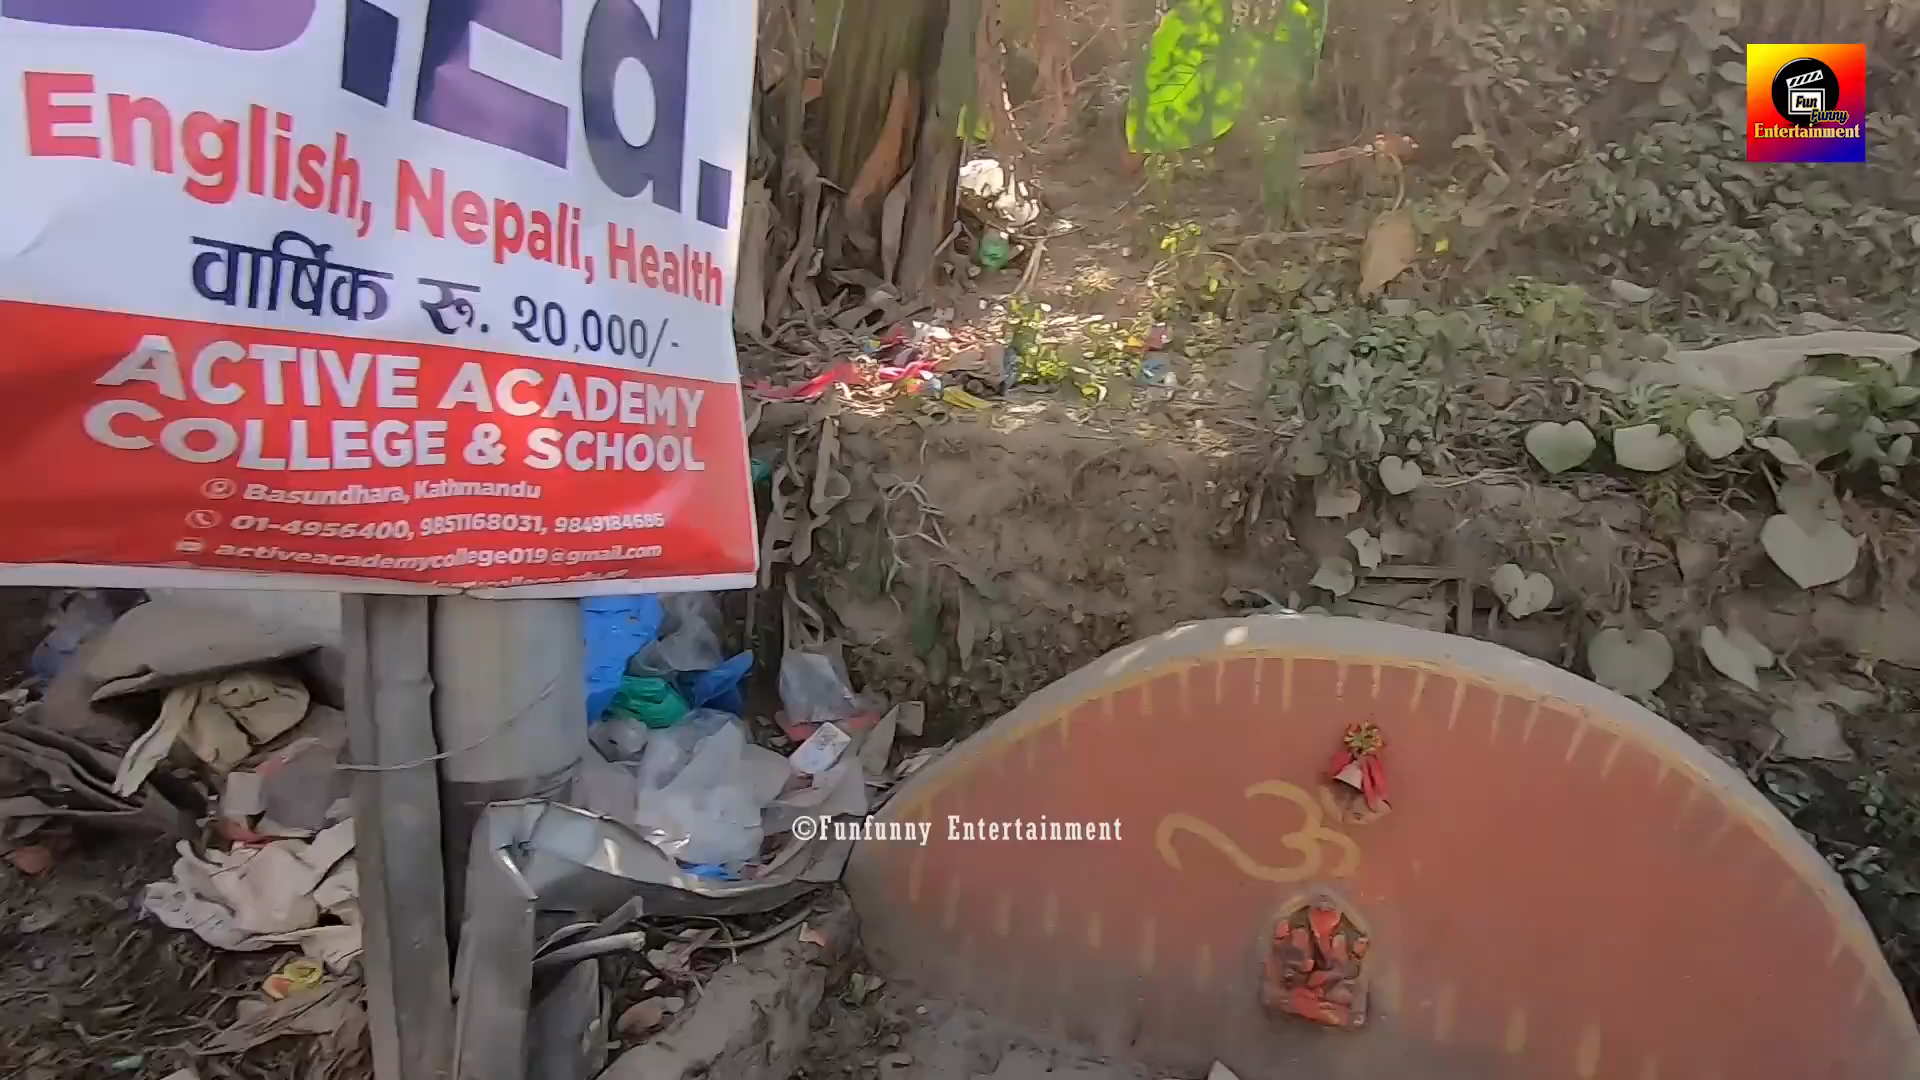 B.Ed.
English, Nepali, Health
वार्षिक रु. २०,000/-
ACTIVE ACADEMY
COLLEGE & SCHOOL
Basundhara, Kathmandu
01-4956400, 9851168031, 9849184686
activeacademycollege019@gmail.com
Fun
Funny
Entertainment
©Funfunny Entertainment
ॐ